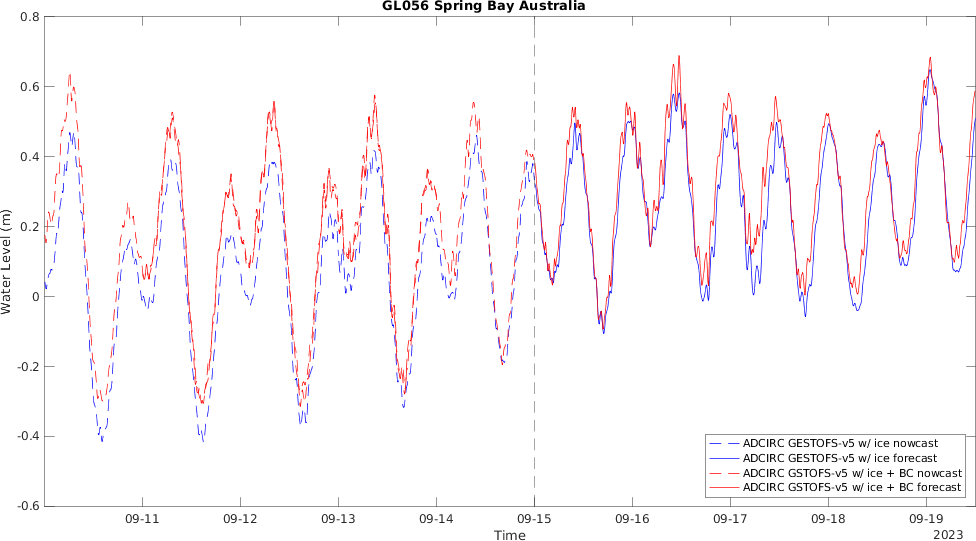 GL056 Spring Bay Australia
0.8
0.6
0.4
0.2
0
-0.2
-0.4
-0.6
Water Level (m)
09-11 09-12 09-13 09-14 09-15 09-16 09-17 09-18 09-19
Time
2023
ADCIRC GESTOFS-v5 w/ ice nowcast
ADCIRC GESTOFS-v5 w/ ice forecast
ADCIRC GSTOFS-v5 w/ ice + BC nowcast
ADCIRC GSTOFS-v5 w/ ice + BC forecast